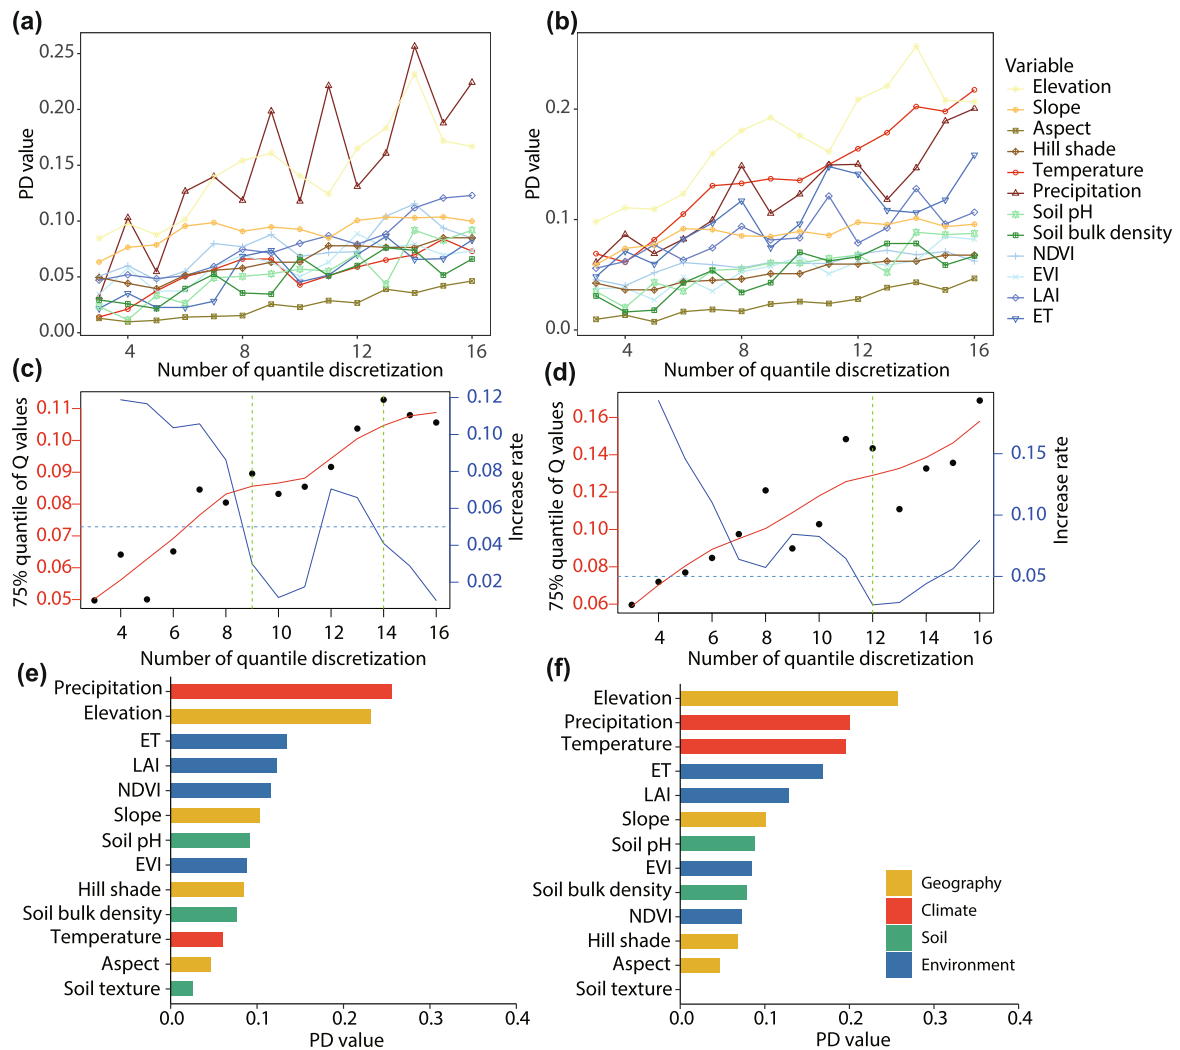 (a)
PD value
0.25
0.20
0.15
0.10
0.05
0.00
4
8
12
16
Number of quantile discretization
(b)
PD value
0.2
0.1
0.0
4
8
12
16
Number of quantile discretization
Variable
Elevation
Slope
Aspect
Hill shade
Temperature
Precipitation
Soil pH
Soil bulk density
NDVI
EVI
LAI
ET
(c)
75% quantile of Q values
0.11
0.10
0.09
0.08
0.07
0.06
0.05
0.12
0.10
0.08
0.06
0.04
0.02
Increase rate
4
6
8
10
12
14
16
Number of quantile discretization
(d)
75% quantile of Q values
0.16
0.14
0.12
0.10
0.08
0.06
0.15
0.10
0.05
Increase rate
4
6
8
10
12
14
16
Number of quantile discretization
(e)
Precipitation
Elevation
ET
LAI
NDVI
Slope
Soil pH
EVI
Hill shade
Soil bulk density
Temperature
Aspect
Soil texture
0.0
0.1
0.2
0.3
0.4
PD value
(f)
Elevation
Precipitation
Temperature
ET
LAI
Slope
Soil pH
EVI
Soil bulk density
NDVI
Hill shade
Aspect
Soil texture
0.0
0.1
0.2
0.3
0.4
PD value
Geography
Climate
Soil
Environment